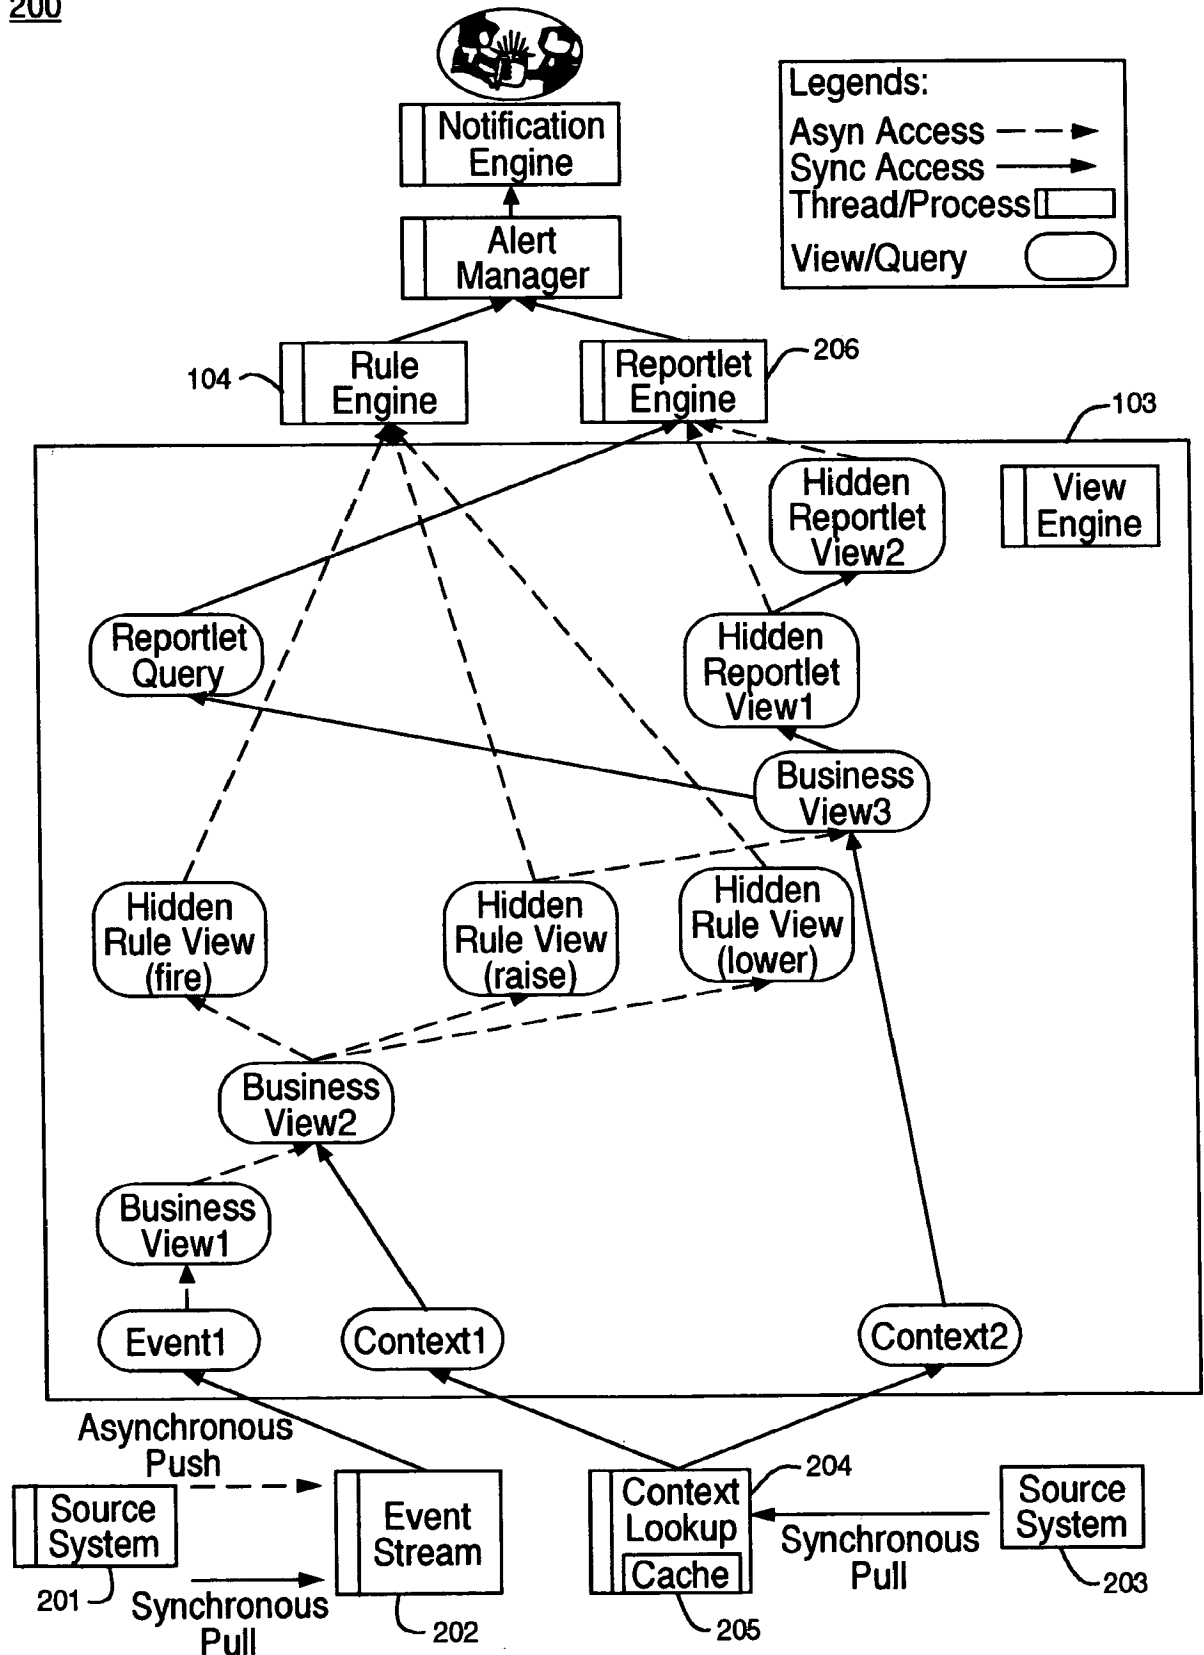 200
Notification
Engine
Legends:
Asyn Access
Sync Access
Thread/Process
View/Query
Alert
Manager
104
Rule
Engine
Reportlet
Engine
206
103
Hidden
Reportlet
View2
View
Engine
Reportlet
Query
Hidden
Reportlet
View1
Business
View3
Hidden
Rule View
(fire)
Hidden
Rule View
(raise)
Hidden
Rule View
(lower)
Business
View2
Business
View1
Event1
Context1
Context2
Asynchronous
Push
Source
System
201
Synchronous
Pull
Event
Stream
202
Context
Lookup
Cache
204
205
Synchronous
Pull
Source
System
203